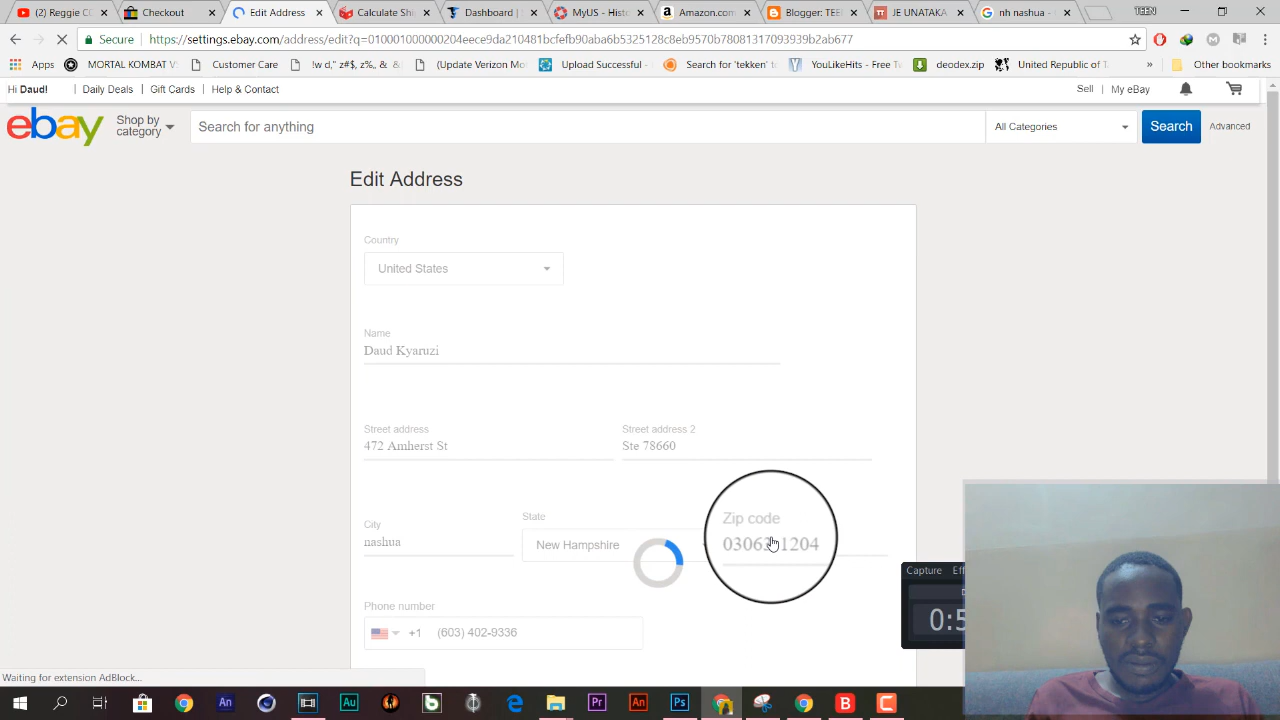 (2) Reggie CO
Checkout
Edit Address
Calculate Shi
Dashboard |
MyUS - Hist
Amazon.com
Blogger: TEE
JE UNATAKA
nh nashua -
TEEN
Secure
https://settings.ebay.com/address/edit?q=010001000000204eece9da210481bcfefb90aba6b5325128c8eb9570b78081317093939b2ab677
Apps
MORTAL KOMBAT V
Customer Care
!w d," z#$, z%, &
(Update Verizon Mo
Upload Successful -
Search for 'tekken'
YouLikeHits - Free T
deodex.zip
United Republic of T
»
Other bookmarks
Hi Daud!
Daily Deals
Gift Cards
Help & Contact
Sell
My eBay
ebay
Shop by
category
Search for anything
All Categories
Search
Advanced
Edit Address
Country
United States
Name
Daud Kyaruzi
Street address
472 Amherst St
Street address 2
Ste 78660
City
nashua
State
New Hampshire
Zip code
1204
Phone number
+1 (603) 402-9336
Capture
0:5
Waiting for extension AdBlock...